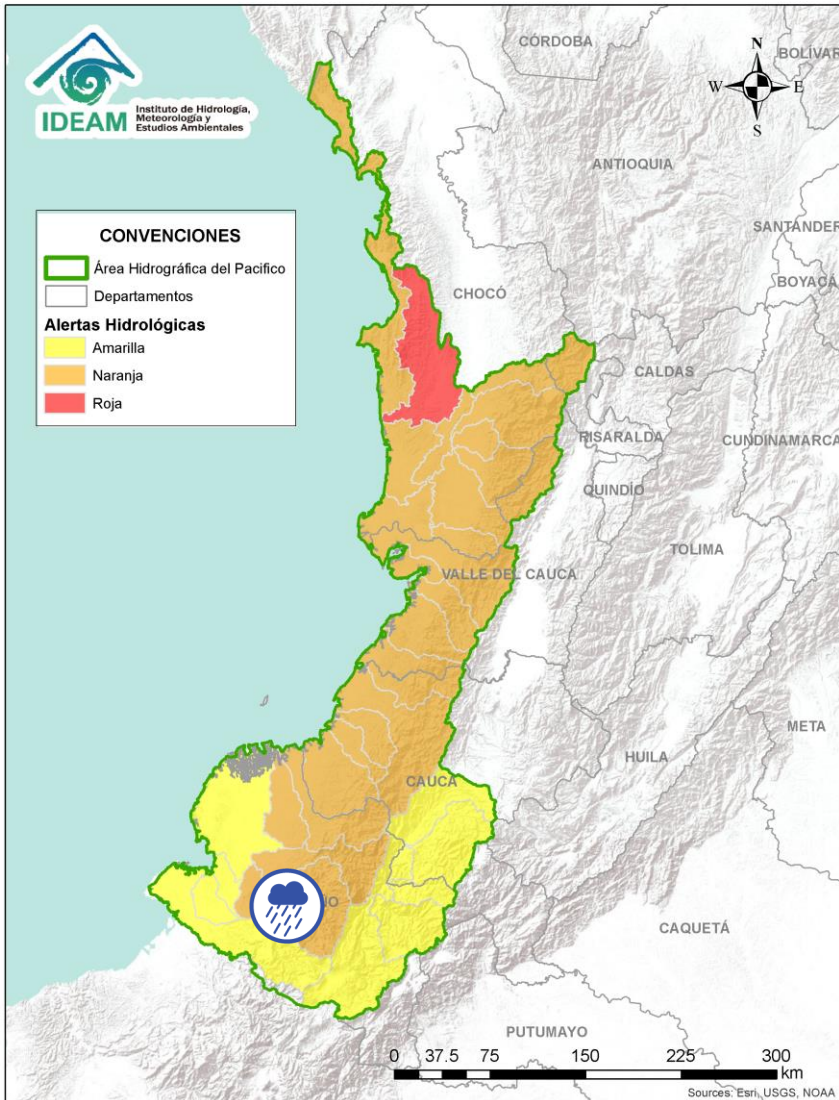 IDEAM
Instituto de Hidrología,
Meteorología y
Estudios Ambientales
CÓRDOBA
BOLÍVAR
N
W
E
S
ANTIOQUIA
SANTANDER
BOYACÁ
CONVENCIONES
Área Hidrográfica del Pacifico
Departamentos
Alertas Hidrológicas
Amarilla
Naranja
Roja
CHOCÓ
CALDAS
RISARALDA
CUNDINAMARCA
QUINDÍO
TOLIMA
VALLE DEL CAUCA
META
HUILA
CAUCA
NO
CAQUETÁ
PUTUMAYO
0 37.5 75 150 225 300
km
Sources: Esri, USGS, NOAA